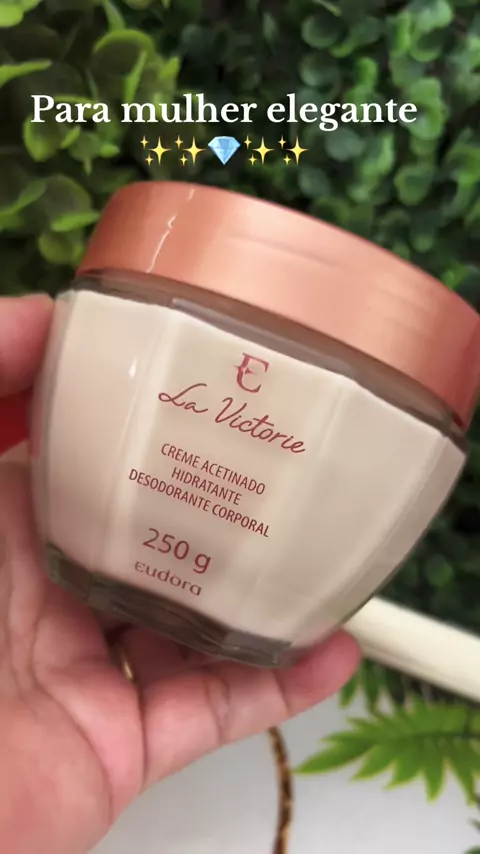 Para mulher elegante
✨✨💎✨✨
E
La Victorie
CREME ACETINADO
HIDRATANTE
DESODORANTE CORPORAL
250 g
eudora